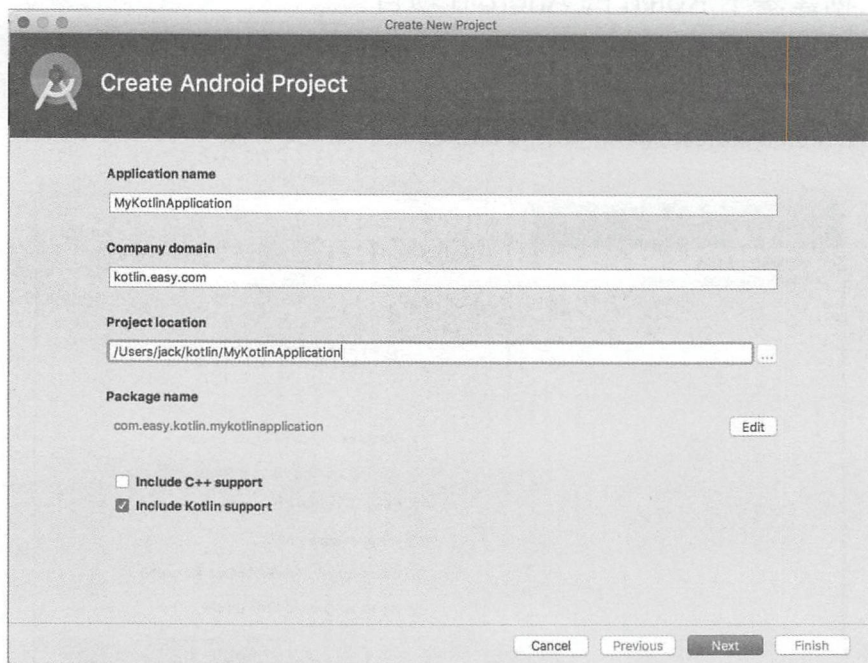 Create New Project
Create Android Project
Application name
MyKotlinApplication
Company domain
kotlin.easy.com
Project location
/Users/jack/kotlin/MyKotlinApplication
...
Package name
com.easy.kotlin.mykotlinapplication
Edit
Include C++ support
Include Kotlin support
Cancel
Previous
Next
Finish